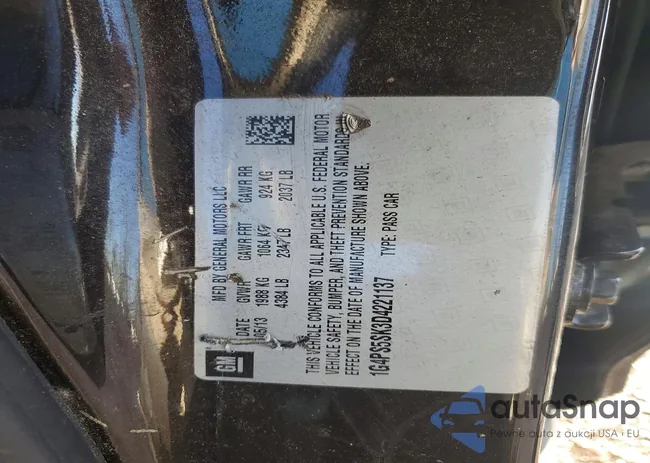 GM
MFD BY GENERAL MOTORS LLC
DATE GVWR GAWR FRT GAWR RR
05/13 1988 KG 1064 KG 924 KG
4384 LB 2347 LB 2037 LB
THIS VEHICLE CONFORMS TO ALL APPLICABLE U.S. FEDERAL MOTOR
VEHICLE SAFETY, BUMPER, AND THEFT PREVENTION STANDARDS IN
EFFECT ON THE DATE OF MANUFACTURE SHOWN ABOVE.
1G4PS5SK3D4221137 TYPE: PASS CAR
autoSnap
Pewne auta z aukcji USA i EU